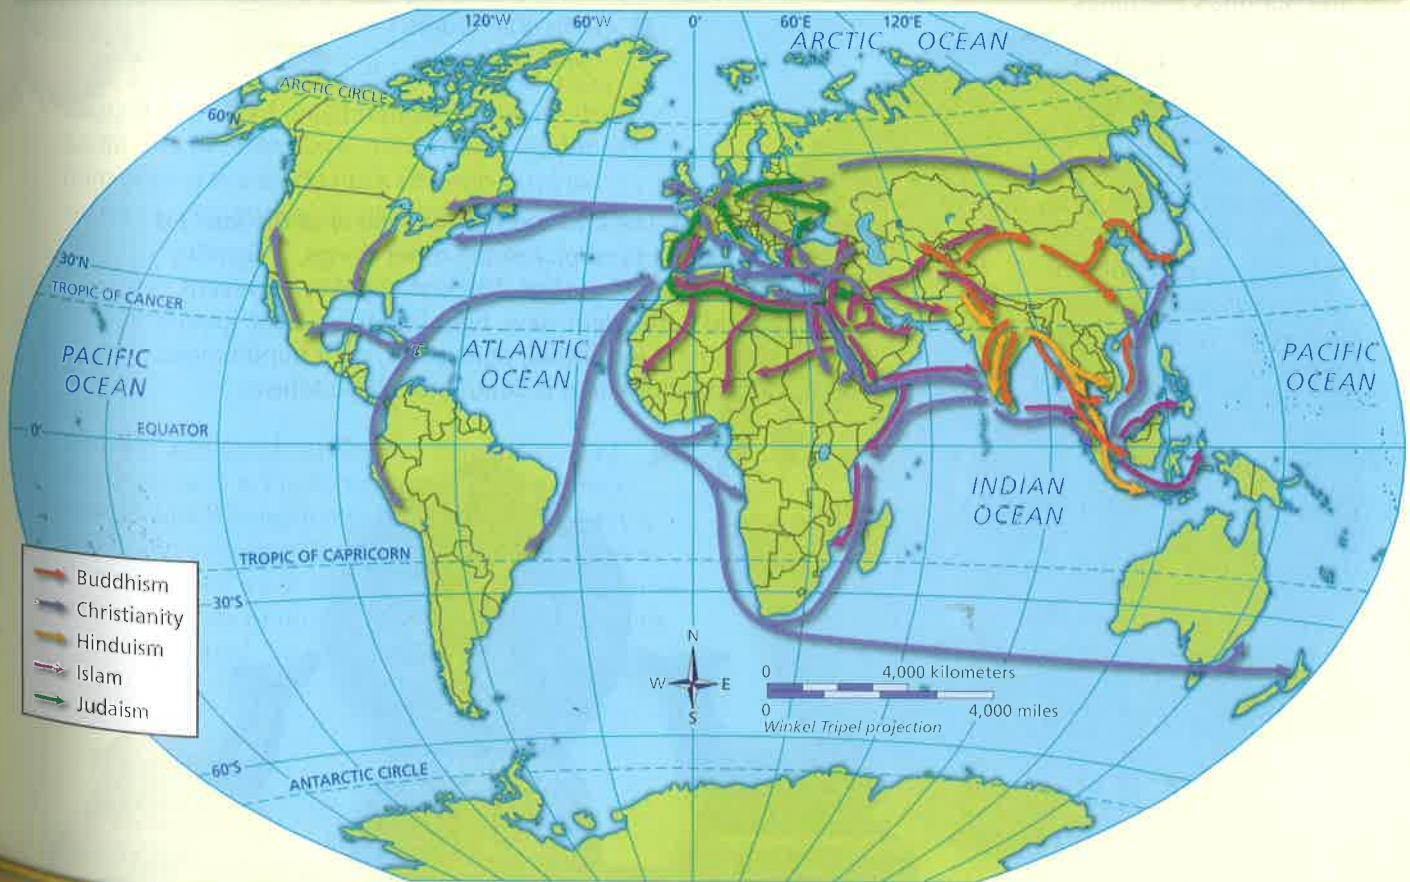 120°W 60°W 0° 60°E 120°E
ARCTIC OCEAN
ARCTIC CIRCLE
60°N
30°N
TROPIC OF CANCER
PACIFIC
OCEAN
ATLANTIC
OCEAN
PACIFIC
OCEAN
0° EQUATOR
INDIAN
OCEAN
TROPIC OF CAPRICORN
30°S
Buddhism
Christianity
Hinduism
Islam
Judaism
N
W E
S
0 4,000 kilometers
0 4,000 miles
Winkel Tripel projection
60°S
ANTARCTIC CIRCLE